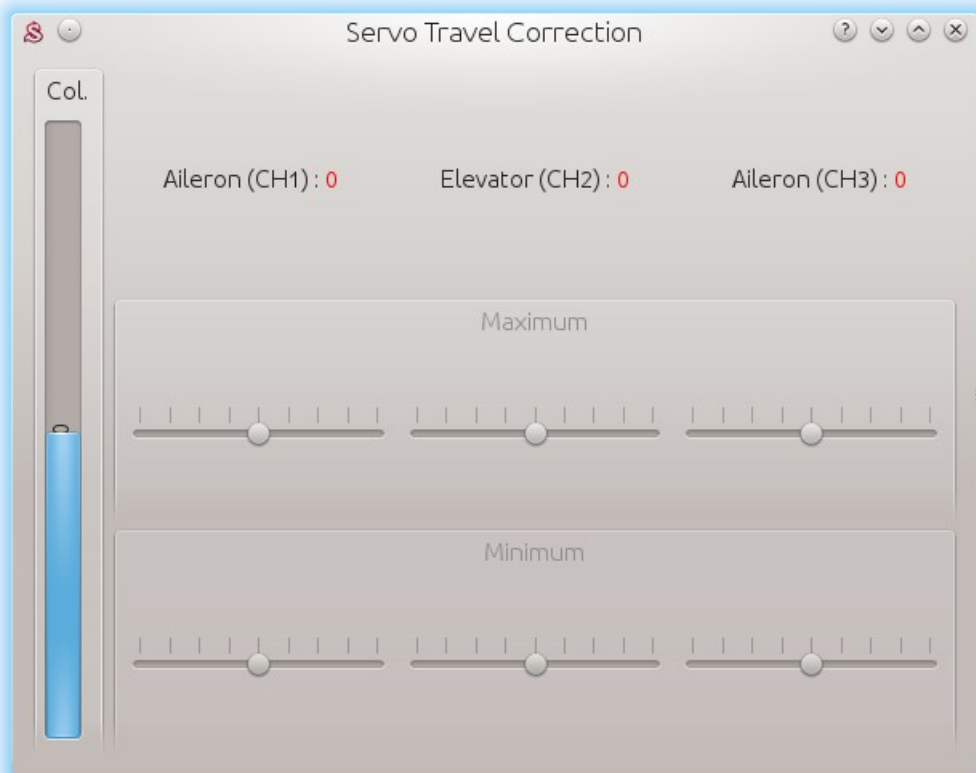 Servo Travel Correction
Col.
Aileron (CH1) : 0
Elevator (CH2) : 0
Aileron (CH3) : 0
0
Maximum
Minimum